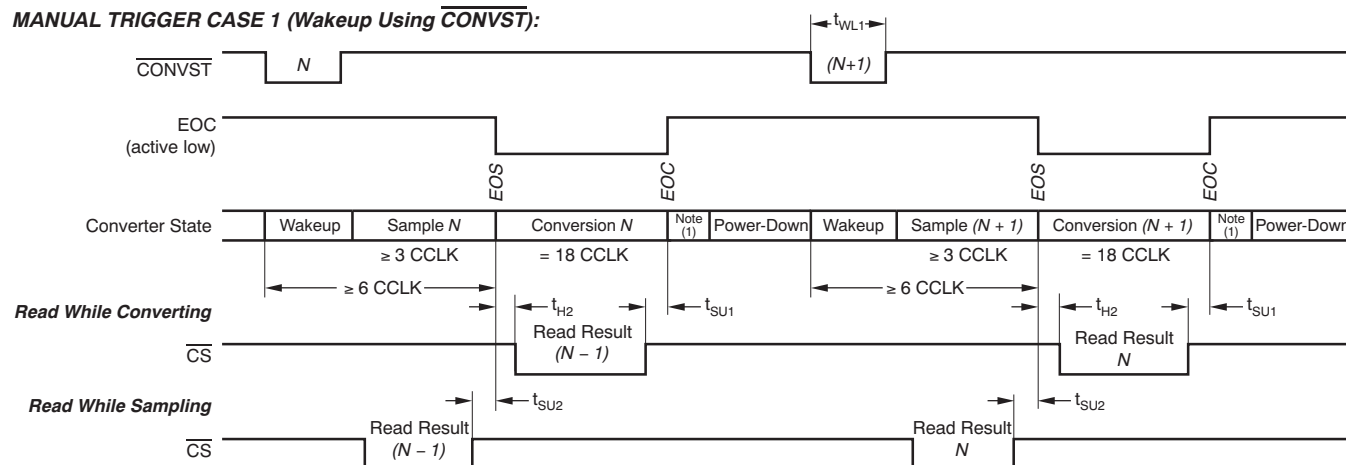 MANUAL TRIGGER CASE 1 (Wakeup Using CONVST):
tWL1
CONVST
N
(N+1)
EOC
(active low)
EOS
EOC
EOS
EOC
Converter State
Wakeup
Sample N
Conversion N
Note
(1)
Power-Down
Wakeup
Sample (N + 1)
Conversion (N + 1)
Note
(1)
Power-Down
≥ 3 CCLK
= 18 CCLK
≥ 3 CCLK
= 18 CCLK
≥ 6 CCLK
≥ 6 CCLK
Read While Converting
tH2
tSU1
tH2
tSU1
CS
Read Result
(N − 1)
Read Result
N
Read While Sampling
tSU2
tSU2
CS
Read Result
(N − 1)
Read Result
N